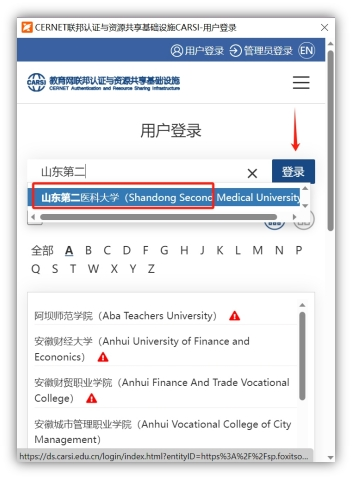 CERNET联邦认证与资源共享基础设施CARSI-用户登录
用户登录 管理员登录 EN
CARSI 教育网联邦认证与资源共享基础设施
CERNET Authentication and Resource Sharing Infrastructure
用户登录
山东第二
登录
山东第二医科大学（Shandong Second Medical University
全部 A B C D F G H J K L M N P
Q S T W X Y Z
阿坝师范学院（Aba Teachers University）
安徽财经大学（Anhui University of Finance and
Econonics）
安徽财贸职业学院（Anhui Finance And Trade Vocational
College）
安徽城市管理职业学院（Anhui Vocational College of City
Management）
https://ds.carsi.edu.cn/login/index.html?entityID=https%3A%2F%2Fsp.foxitso...